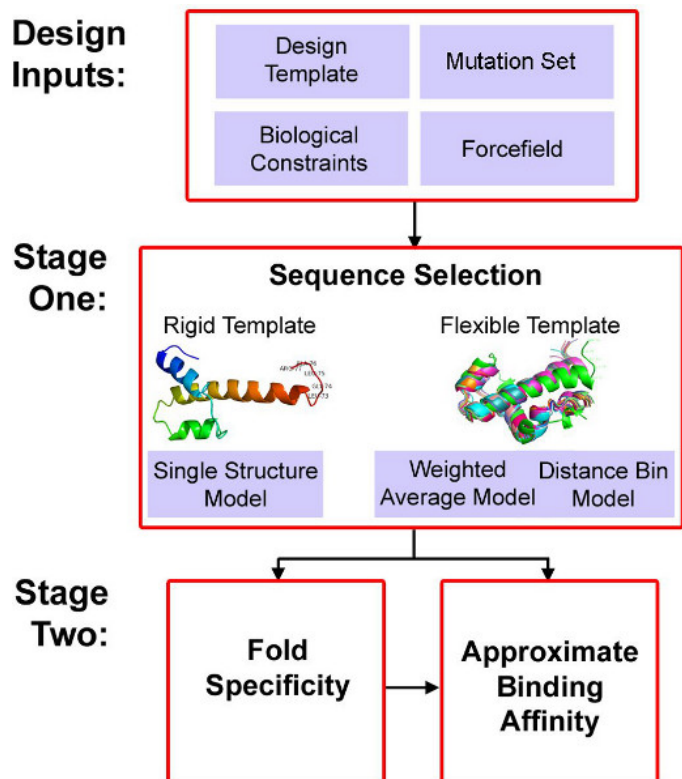 Design
Inputs:
Design
Template
Mutation Set
Biological
Constraints
Forcefield
Stage
One:
Sequence Selection
Rigid Template
Flexible Template
Single Structure
Model
Weighted
Average Model
Distance Bin
Model
Stage
Two:
Fold
Specificity
Approximate
Binding
Affinity